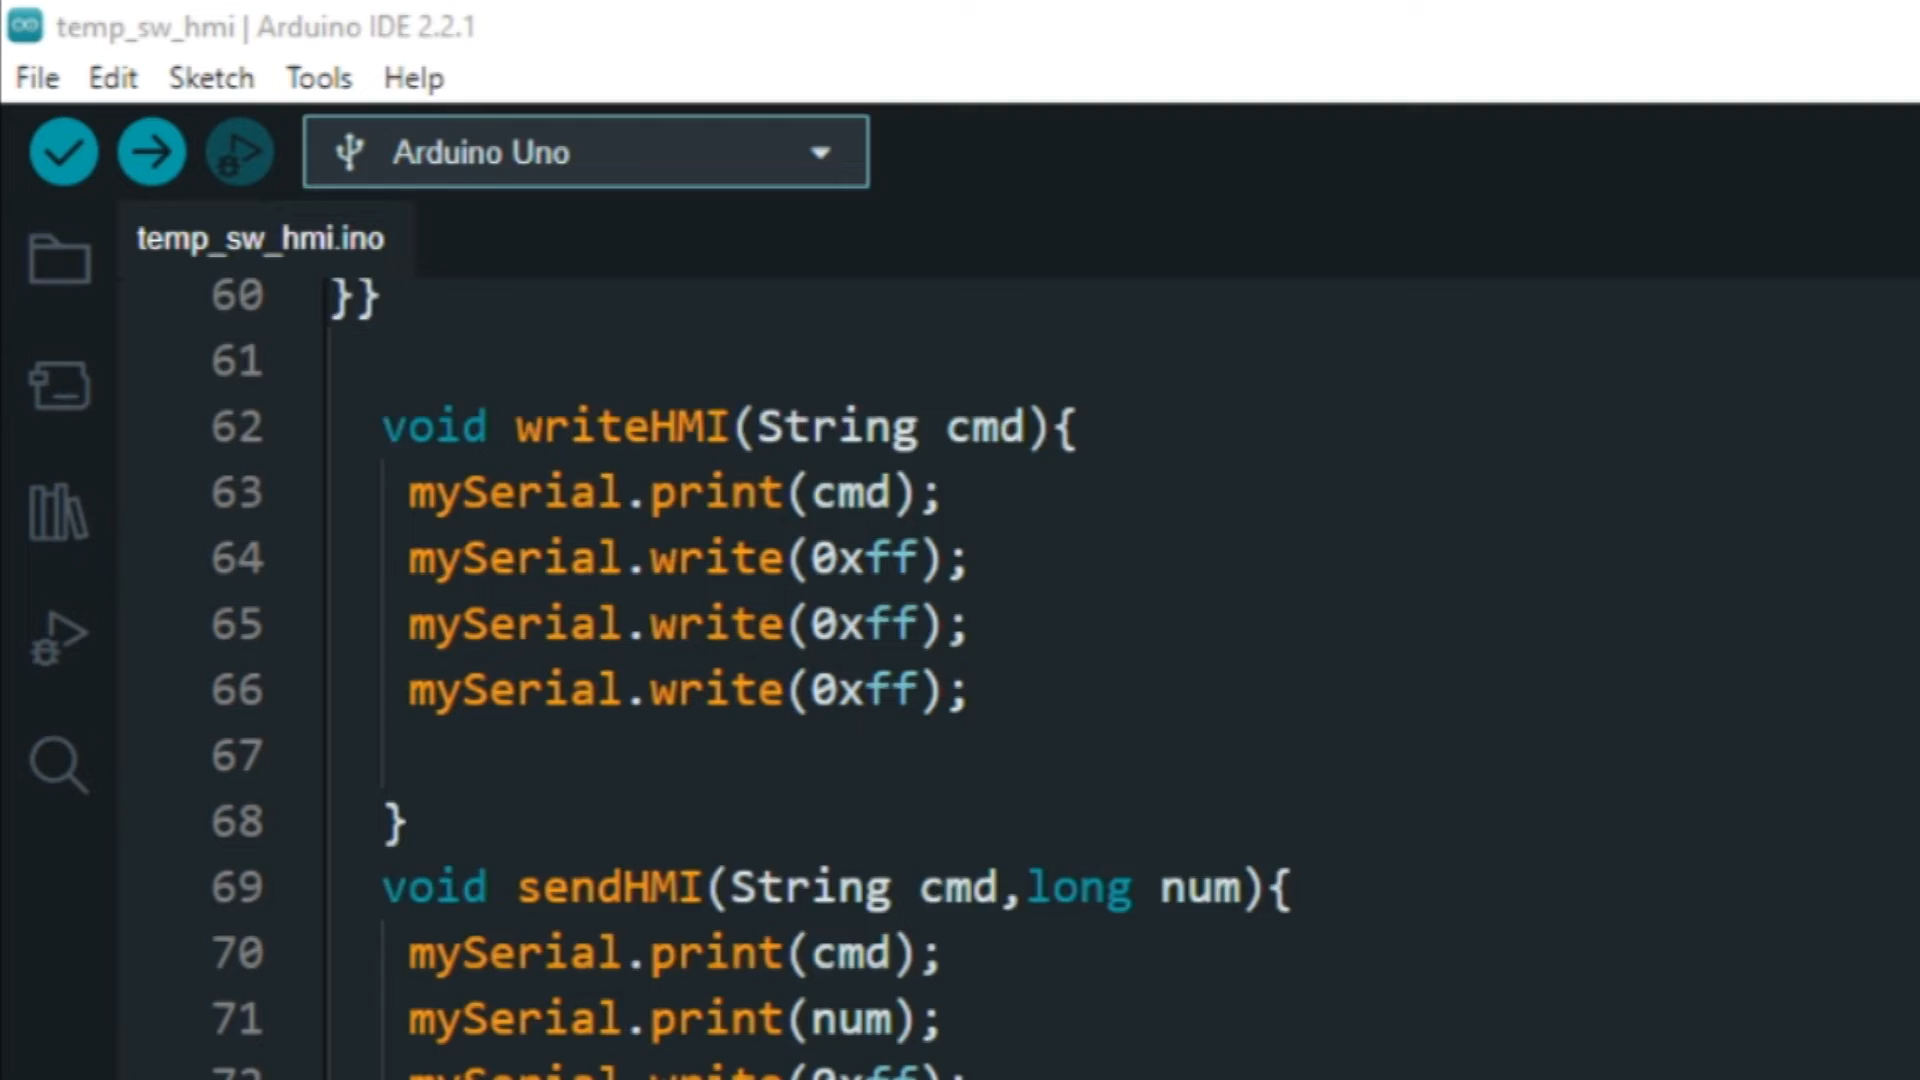 temp_sw_hmi | Arduino IDE 2.2.1
File Edit Sketch Tools Help
Arduino Uno
temp_sw_hmi.ino
60 }}
61
62 void writeHMI(String cmd){
63 mySerial.print(cmd);
64 mySerial.write(0xff);
65 mySerial.write(0xff);
66 mySerial.write(0xff);
67
68 }
69 void sendHMI(String cmd,long num){
70 mySerial.print(cmd);
71 mySerial.print(num);
72 mySerial.write(0xff);